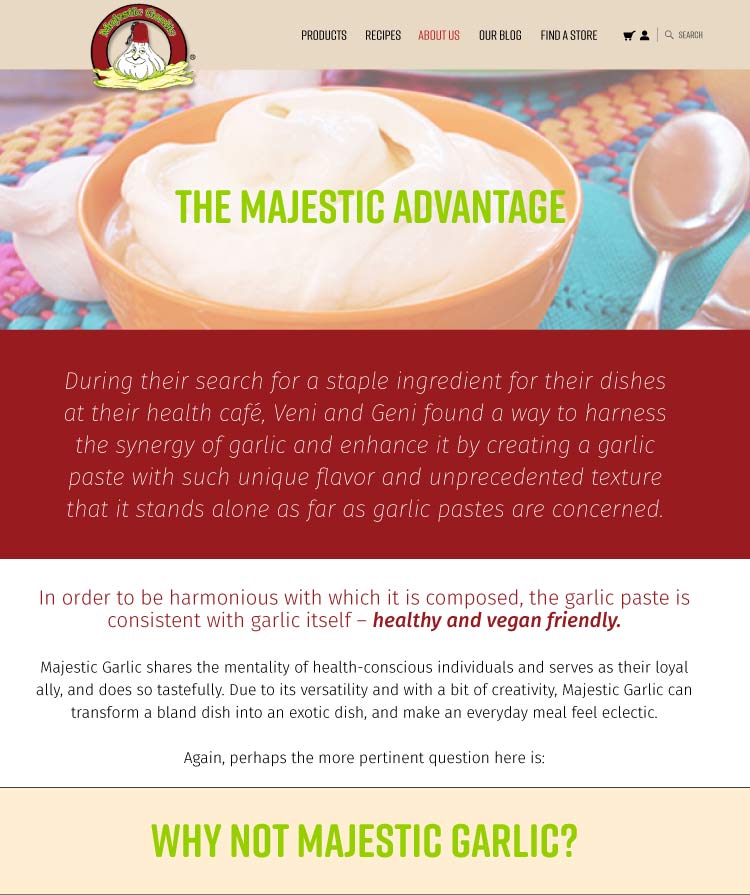 Majestic Garlic
®
PRODUCTS RECIPES ABOUT US OUR BLOG FIND A STORE SEARCH
THE MAJESTIC ADVANTAGE
During their search for a staple ingredient for their dishes
at their health café, Veni and Geni found a way to harness
the synergy of garlic and enhance it by creating a garlic
paste with such unique flavor and unprecedented texture
that it stands alone as far as garlic pastes are concerned.
In order to be harmonious with which it is composed, the garlic paste is
consistent with garlic itself – healthy and vegan friendly.
Majestic Garlic shares the mentality of health-conscious individuals and serves as their loyal
ally, and does so tastefully. Due to its versatility and with a bit of creativity, Majestic Garlic can
transform a bland dish into an exotic dish, and make an everyday meal feel eclectic.
Again, perhaps the more pertinent question here is:
WHY NOT MAJESTIC GARLIC?